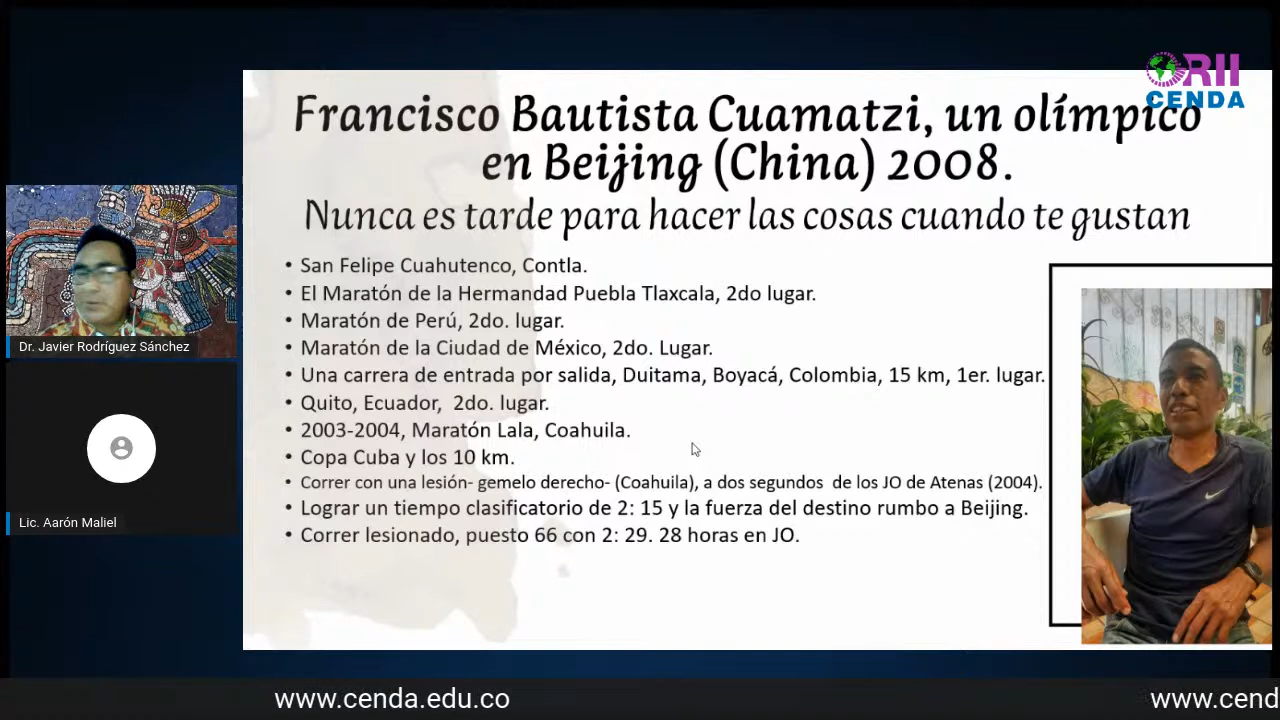 ORII
CENDA
Francisco Bautista Cuamatzi, un olímpico
en Beijing (China) 2008.
Nunca es tarde para hacer las cosas cuando te gustan
• San Felipe Cuahutenco, Contla.
• El Maratón de la Hermandad Puebla Tlaxcala, 2do lugar.
• Maratón de Perú, 2do. lugar.
• Maratón de la Ciudad de México, 2do. Lugar.
• Una carrera de entrada por salida, Duitama, Boyacá, Colombia, 15 km, 1er. lugar.
• Quito, Ecuador, 2do. lugar.
• 2003-2004, Maratón Lala, Coahuila.
• Copa Cuba y los 10 km.
• Correr con una lesión- gemelo derecho- (Coahuila), a dos segundos de los JO de Atenas (2004).
• Lograr un tiempo clasificatorio de 2: 15 y la fuerza del destino rumbo a Beijing.
• Correr lesionado, puesto 66 con 2: 29. 28 horas en JO.
Dr. Javier Rodríguez Sánchez
Lic. Aarón Maliel
www.cenda.edu.co
www.cend